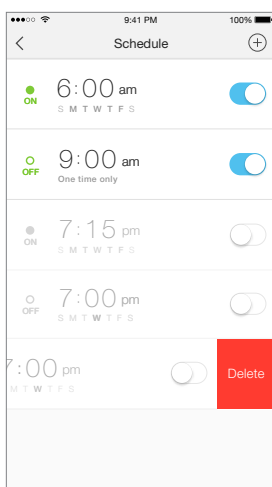 9:41 PM 100%
Schedule
6:00 am
ON
S M T W T F S
9:00 am
OFF
One time only
7:15 pm
ON
S M T W T F S
7:00 pm
OFF
S M T W T F S
7:00 pm
Delete
M T W T F S